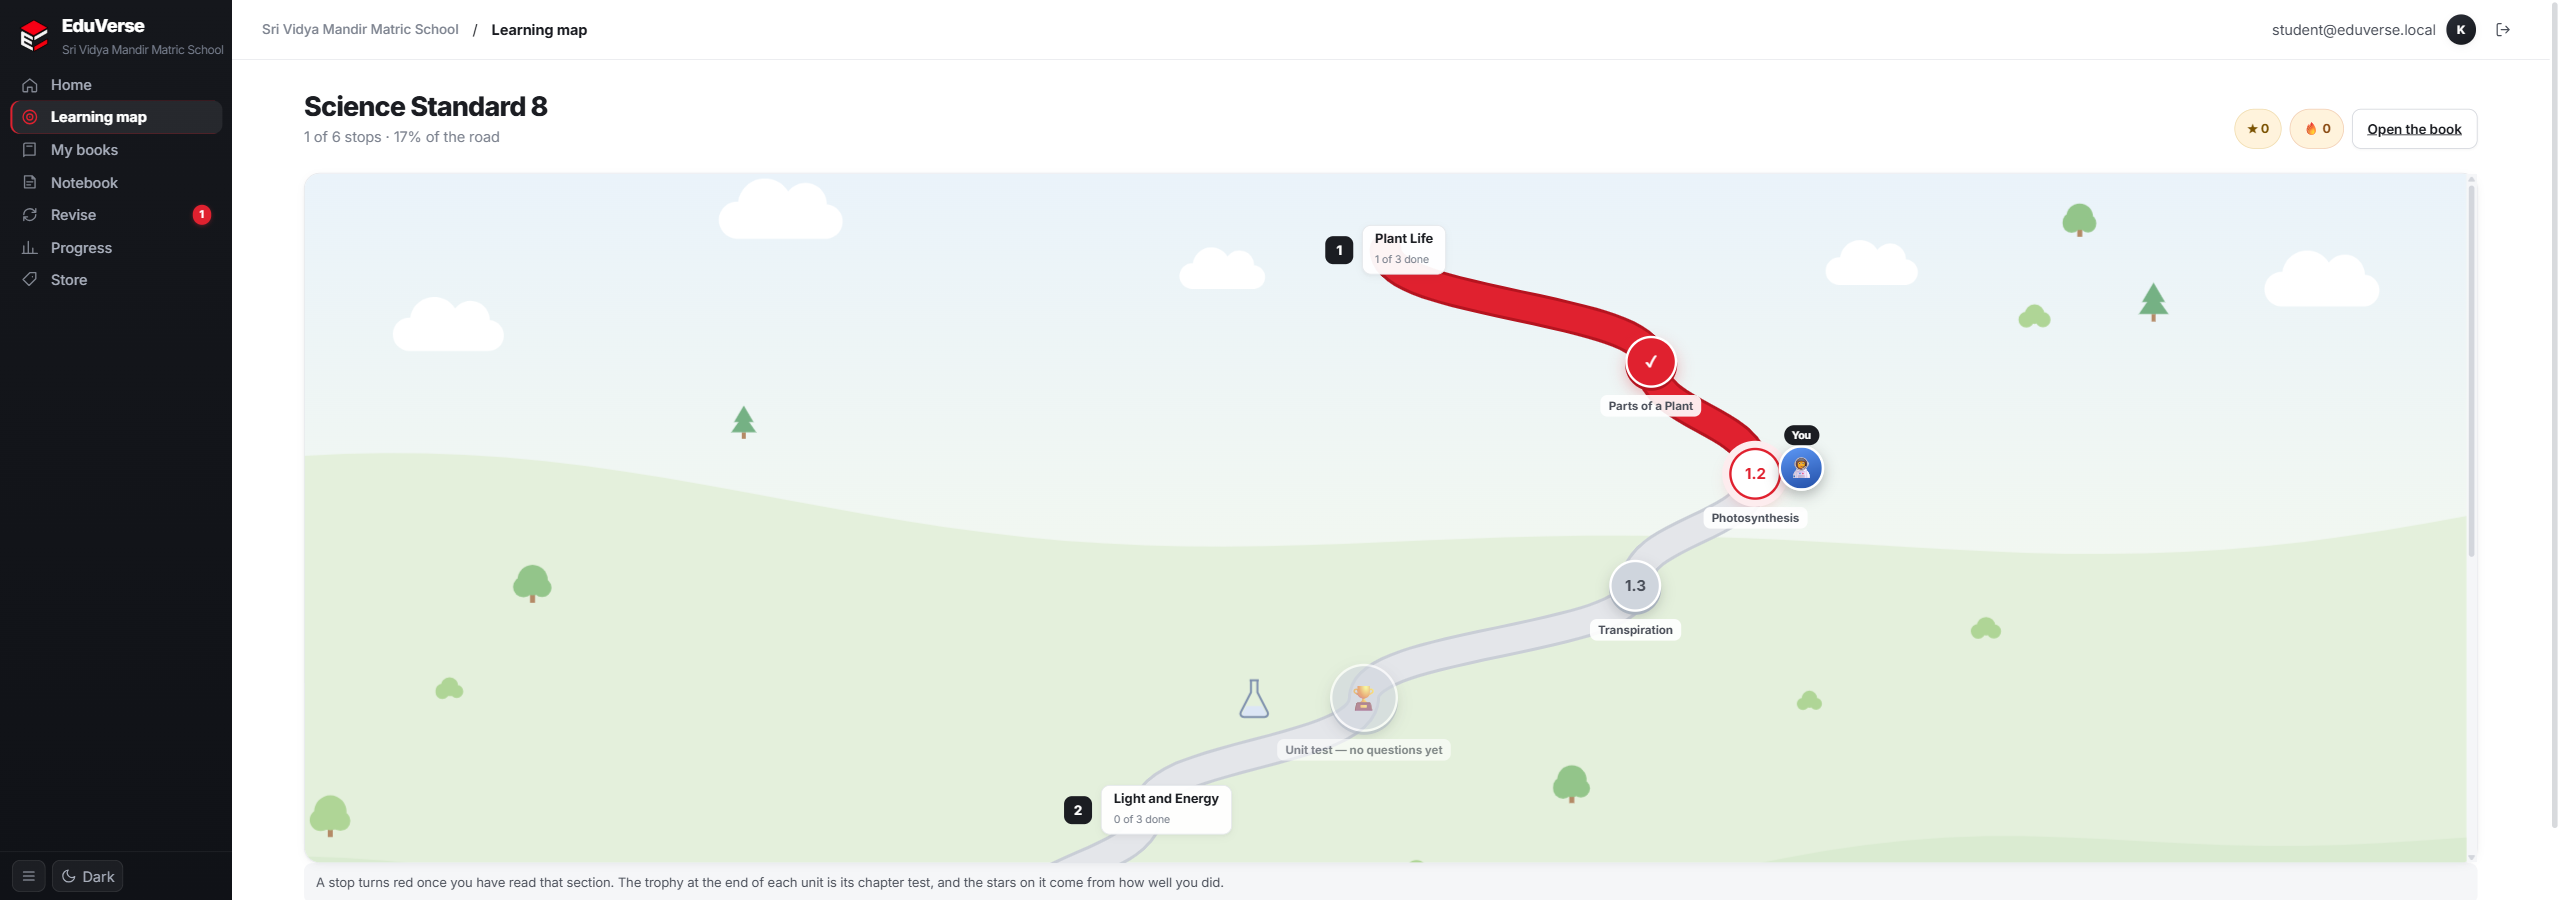 EduVerse
Sri Vidya Mandir Matric School
Home
Learning map
My books
Notebook
Revise 1
Progress
Store
Dark
Sri Vidya Mandir Matric School / Learning map
student@eduverse.local K
Science Standard 8
1 of 6 stops · 17% of the road
★ 0
🔥 0
Open the book
1
Plant Life
1 of 3 done
✓
Parts of a Plant
You
1.2
Photosynthesis
1.3
Transpiration
Unit test — no questions yet
2
Light and Energy
0 of 3 done
A stop turns red once you have read that section. The trophy at the end of each unit is its chapter test, and the stars on it come from how well you did.